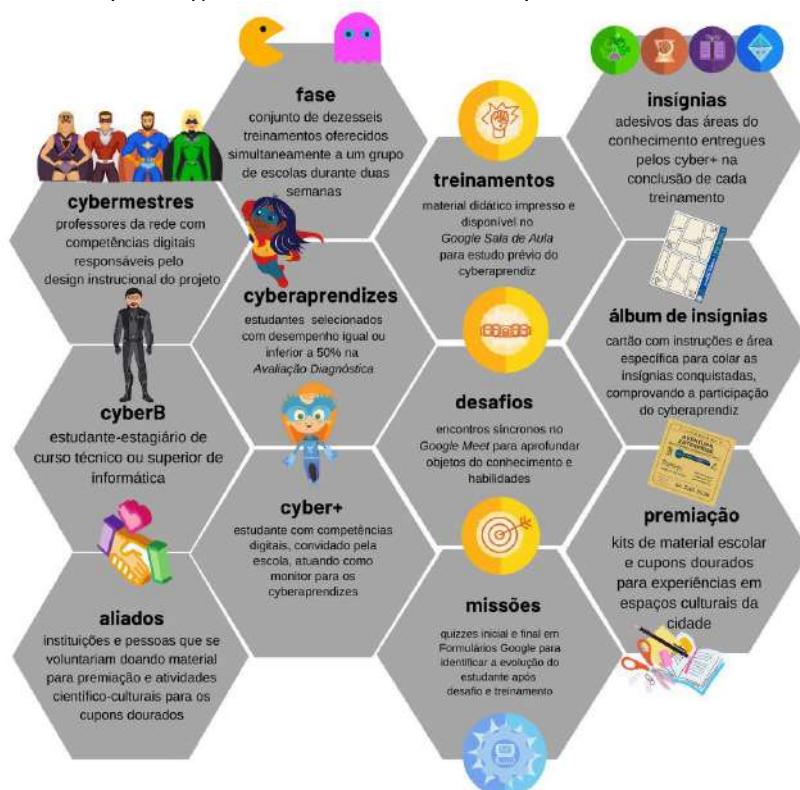 fase
conjunto de dezesseis
treinamentos oferecidos
simultaneamente a um grupo
de escolas durante duas
semanas
insígnias
adesivos das áreas do
conhecimento entregues
pelos cyber+ na
conclusão de cada
treinamento
cybermestres
professores da rede com
competências digitais
responsáveis pelo
design instrucional do projeto
treinamentos
material didático impresso e
disponível no
Google Sala de Aula
para estudo prévio do
cyberaprendiz
cyberaprendizes
estudantes selecionados
com desempenho igual ou
inferior a 50% na
Avaliação Diagnóstica
álbum de insígnias
cartão com instruções e área
específica para colar as
insígnias conquistadas,
comprovando a participação
do cyberaprendiz
cyberB
estudante-estagiário de
curso técnico ou superior de
informática
desafios
encontros síncronos no
Google Meet para aprofundar
objetos do conhecimento e
habilidades
cyber+
estudante com competências
digitais, convidado pela
escola, atuando como
monitor para os
cyberaprendizes
premiação
kits de material escolar
e cupons dourados
para experiências em
espaços culturais da
cidade
aliados
instituições e pessoas que se
voluntariam doando material
para premiação e atividades
científico-culturais para os
cupons dourados
missões
quizzes inicial e final em
Formulários Google para
identificar a evolução do
estudante após
desafio e treinamento